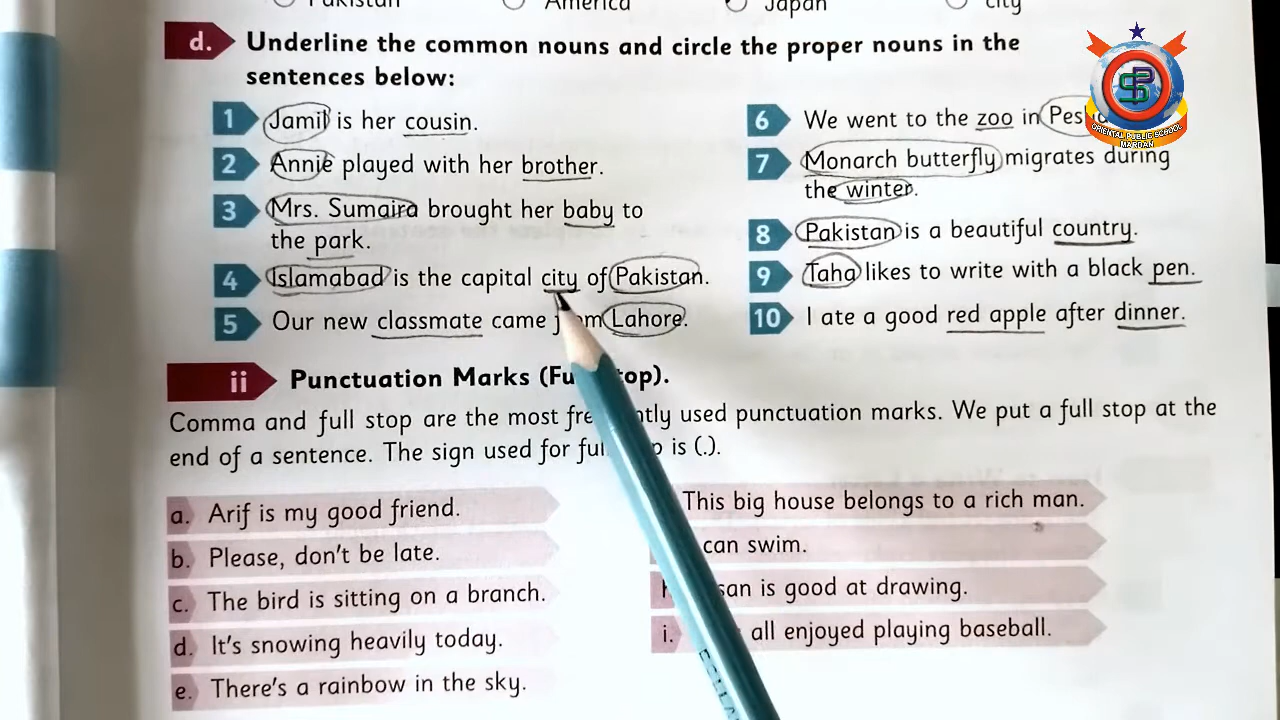 Pakistan America Japan city
d. Underline the common nouns and circle the proper nouns in the
sentences below:
1 Jamil is her cousin.
2 Annie played with her brother.
3 Mrs. Sumaira brought her baby to
the park.
4 Islamabad is the capital city of Pakistan.
5 Our new classmate came Lahore.
6 We went to the zoo in
7 Monarch butterfly migrates during
the winter.
8 Pakistan is a beautiful country.
9 Taha likes to write with a black pen.
10 I ate a good red apple after dinner.
ii Punctuation Marks
Comma and full stop are the most used punctuation marks. We put a full stop at the
end of a sentence. The sign used for is (.).
a. Arif is my good friend.
b. Please, don't be late.
c. The bird is sitting on a branch.
d. It's snowing heavily today.
e. There's a rainbow in the sky.
This big house belongs to a rich man.
can swim.
is good at drawing.
i. all enjoyed playing baseball.
ORIENTAL PUBLIC SCHOOL
MARDAN